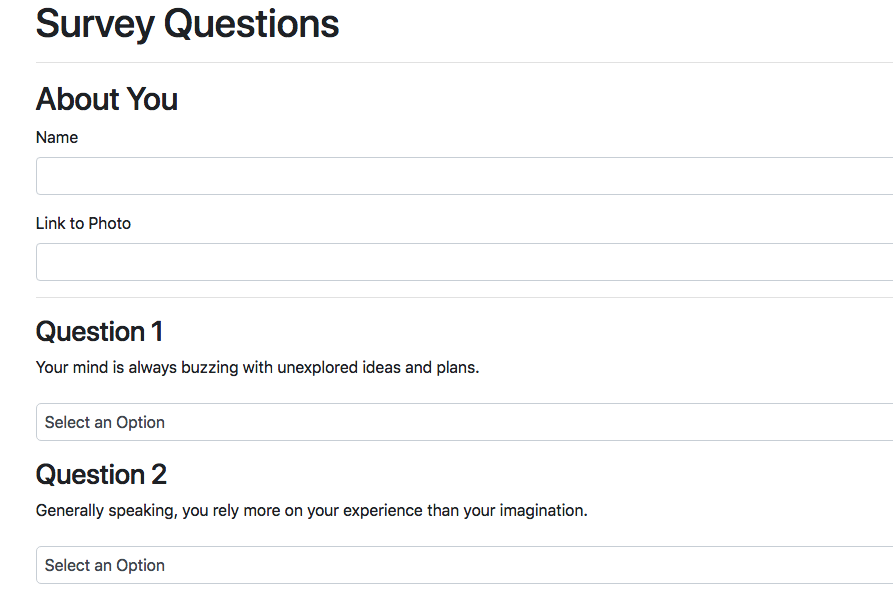 Survey Questions
About You
Name
Link to Photo
Question 1
Your mind is always buzzing with unexplored ideas and plans.
Select an Option
Question 2
Generally speaking, you rely more on your experience than your imagination.
Select an Option